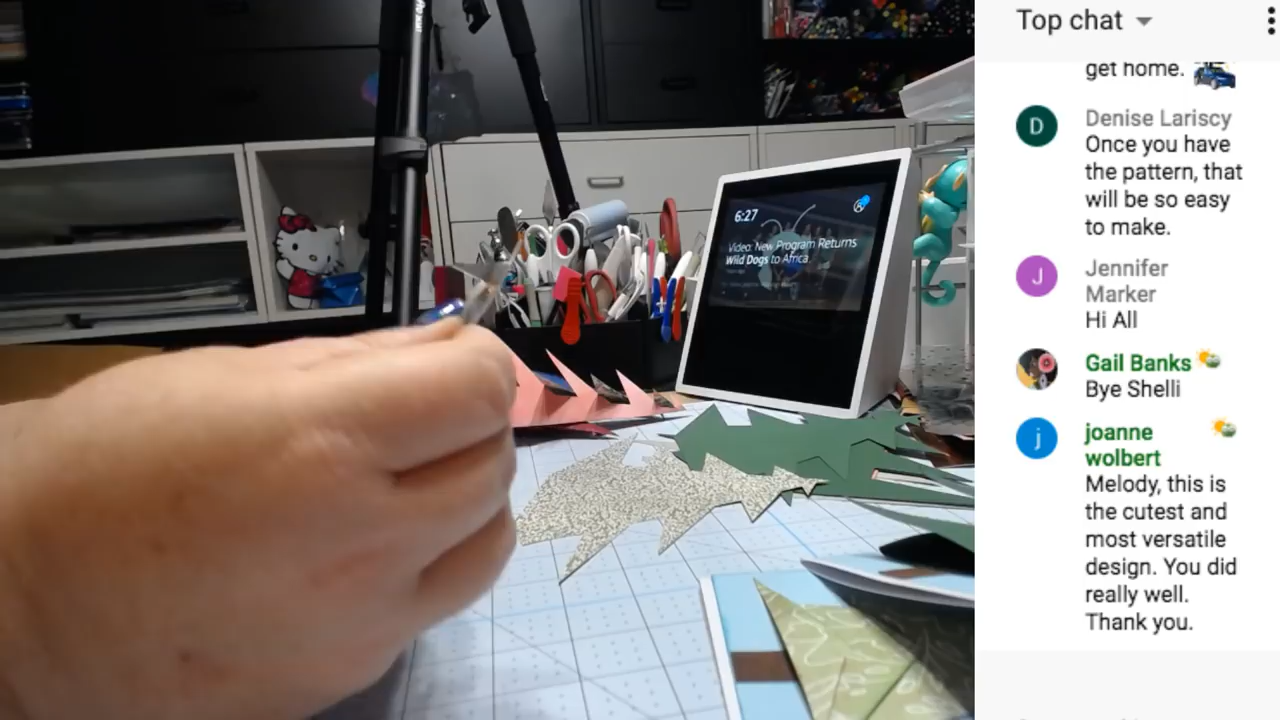 6:27
Video: New Program Returns
Wild Dogs to Africa
Top chat
get home.
D
Denise Lariscy
Once you have
the pattern, that
will be so easy
to make.
J
Jennifer
Marker
Hi All
Gail Banks
Bye Shelli
j
joanne
wolbert
Melody, this is
the cutest and
most versatile
design. You did
really well.
Thank you.